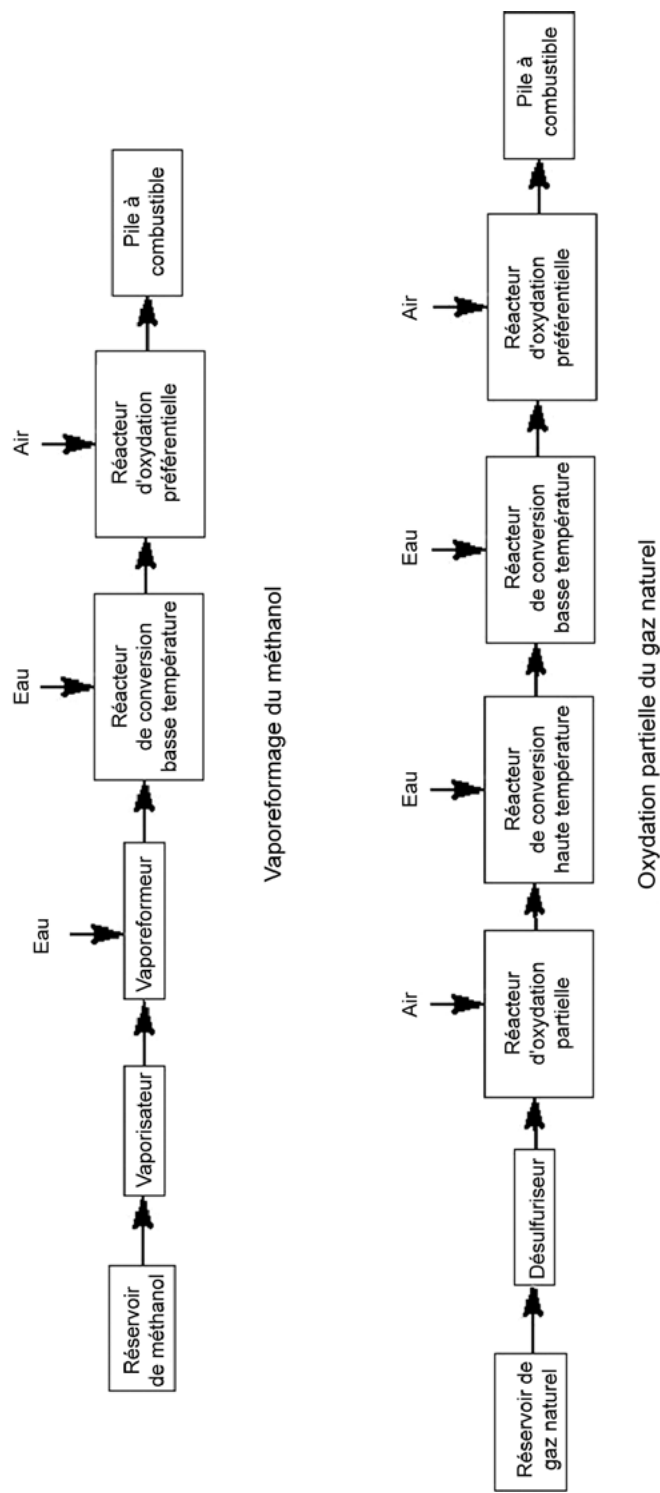 Eau
Eau
Air
Réservoir
de méthanol
Vaporisateur
Vaporeformeur
Réacteur
de conversion
basse température
Réacteur
d'oxydation
préférentielle
Pile à
combustible
Vaporeformage du méthanol
Air
Eau
Eau
Air
Réservoir de
gaz naturel
Désulfuriseur
Réacteur
d'oxydation
partielle
Réacteur
de conversion
haute température
Réacteur
de conversion
basse température
Réacteur
d'oxydation
préférentielle
Pile à
combustible
Oxydation partielle du gaz naturel